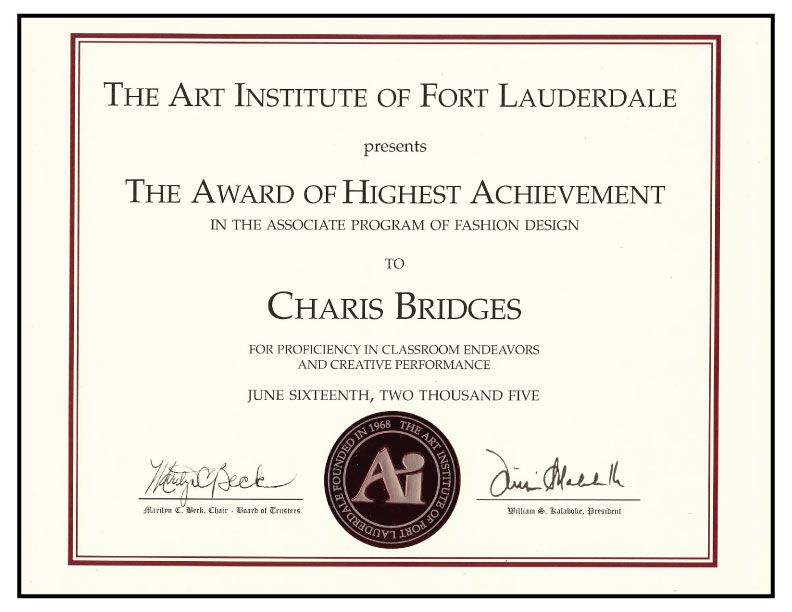 THE ART INSTITUTE OF FORT LAUDERDALE
presents
THE AWARD OF HIGHEST ACHIEVEMENT
IN THE ASSOCIATE PROGRAM OF FASHION DESIGN
TO
CHARIS BRIDGES
FOR PROFICIENCY IN CLASSROOM ENDEAVORS
AND CREATIVE PERFORMANCE
JUNE SIXTEENTH, TWO THOUSAND FIVE
THE ART INSTITUTE OF FORT LAUDERDALE FOUNDED IN 1968
Ai
Marilyn C Beck
Marilyn C. Beck, Chair - Board of Trustees
William S. Kalaboke, President